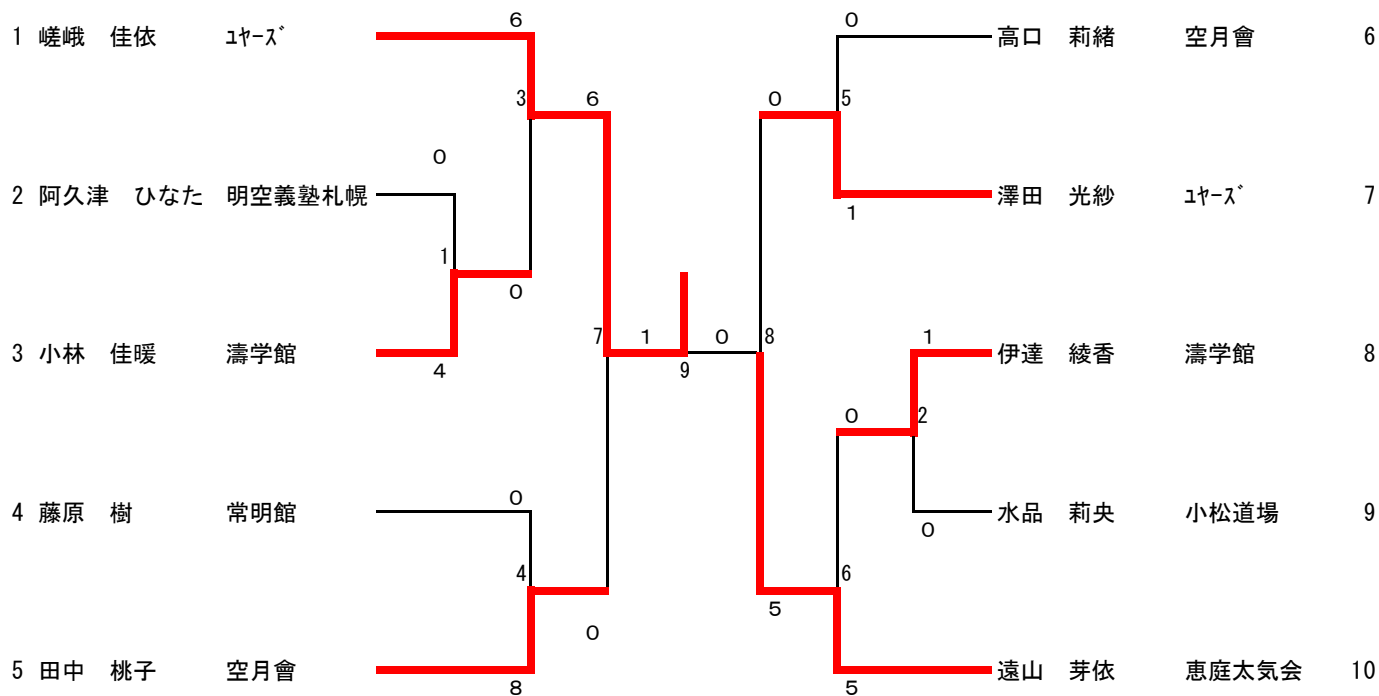 6 0
1 嵯峨 佳依 ﾕﾔｰｽﾞ 高口 莉緒 空月會 6
3 6 0 5
0
2 阿久津 ひなた 明空義塾札幌 澤田 光紗 ﾕﾔｰｽﾞ 7
1
1
0
7 1 0 8 1
3 小林 佳暖 濤学館 伊達 綾香 濤学館 8
4 9
0 2
0
4 藤原 樹 常明館 水品 莉央 小松道場 9
0
4 6
5
0
5 田中 桃子 空月會 遠山 芽依 恵庭太気会 10
8 5